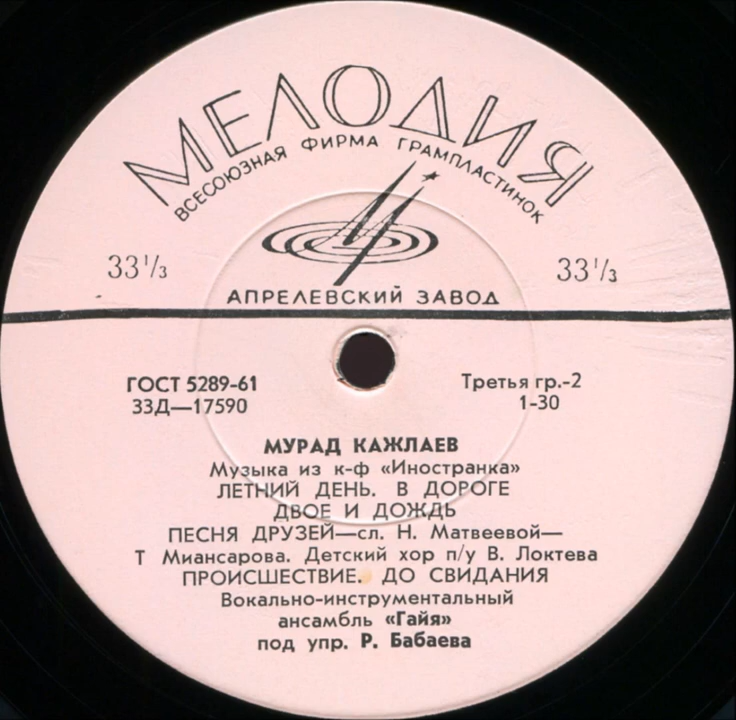 МЕЛОДИЯ
ВСЕСОЮЗНАЯ ФИРМА ГРАМПЛАСТИНОК
33⅓ 33⅓
АПРЕЛЕВСКИЙ ЗАВОД
ГОСТ 5289-61 Третья гр.-2
33Д—17590 1-30
МУРАД КАЖЛАЕВ
Музыка из к-ф «Иностранка»
ЛЕТНИЙ ДЕНЬ. В ДОРОГЕ
ДВОЕ И ДОЖДЬ
ПЕСНЯ ДРУЗЕЙ—сл. Н. Матвеевой—
Т Миансарова. Детский хор п/у В. Локтева
ПРОИСШЕСТВИЕ. ДО СВИДАНИЯ
Вокально-инструментальный
ансамбль «Гайя»
под упр. Р. Бабаева